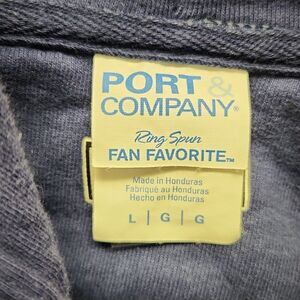 PORT &
COMPANY®
Ring Spun
FAN FAVORITE™
Made in Honduras
Fabriqué au Honduras
Hecho en Honduras
L | G | G